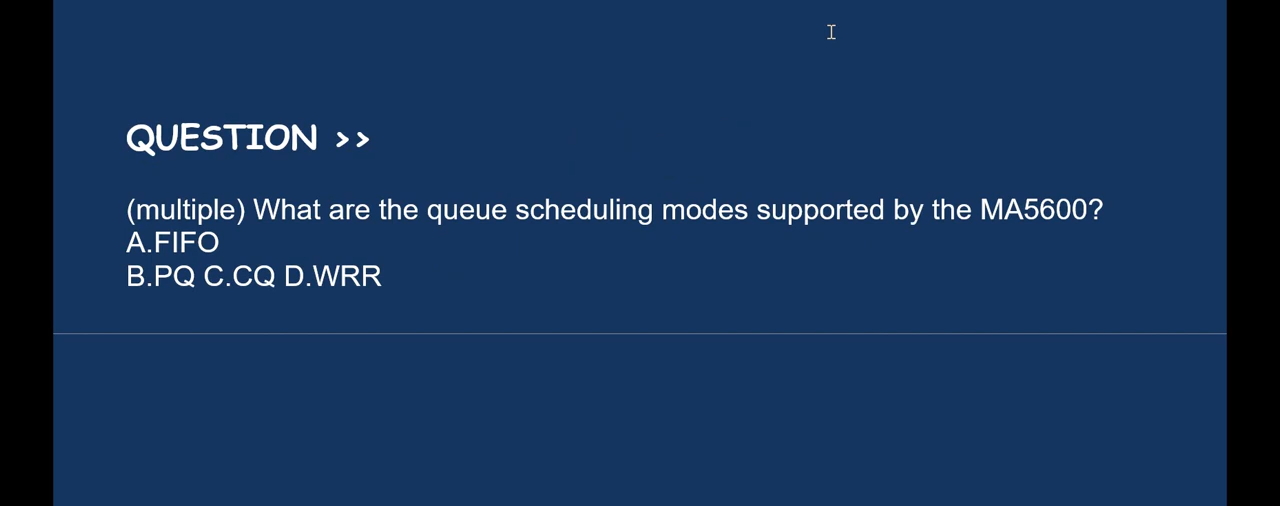 QUESTION >>
(multiple) What are the queue scheduling modes supported by the MA5600?
A.FIFO
B.PQ C.CQ D.WRR